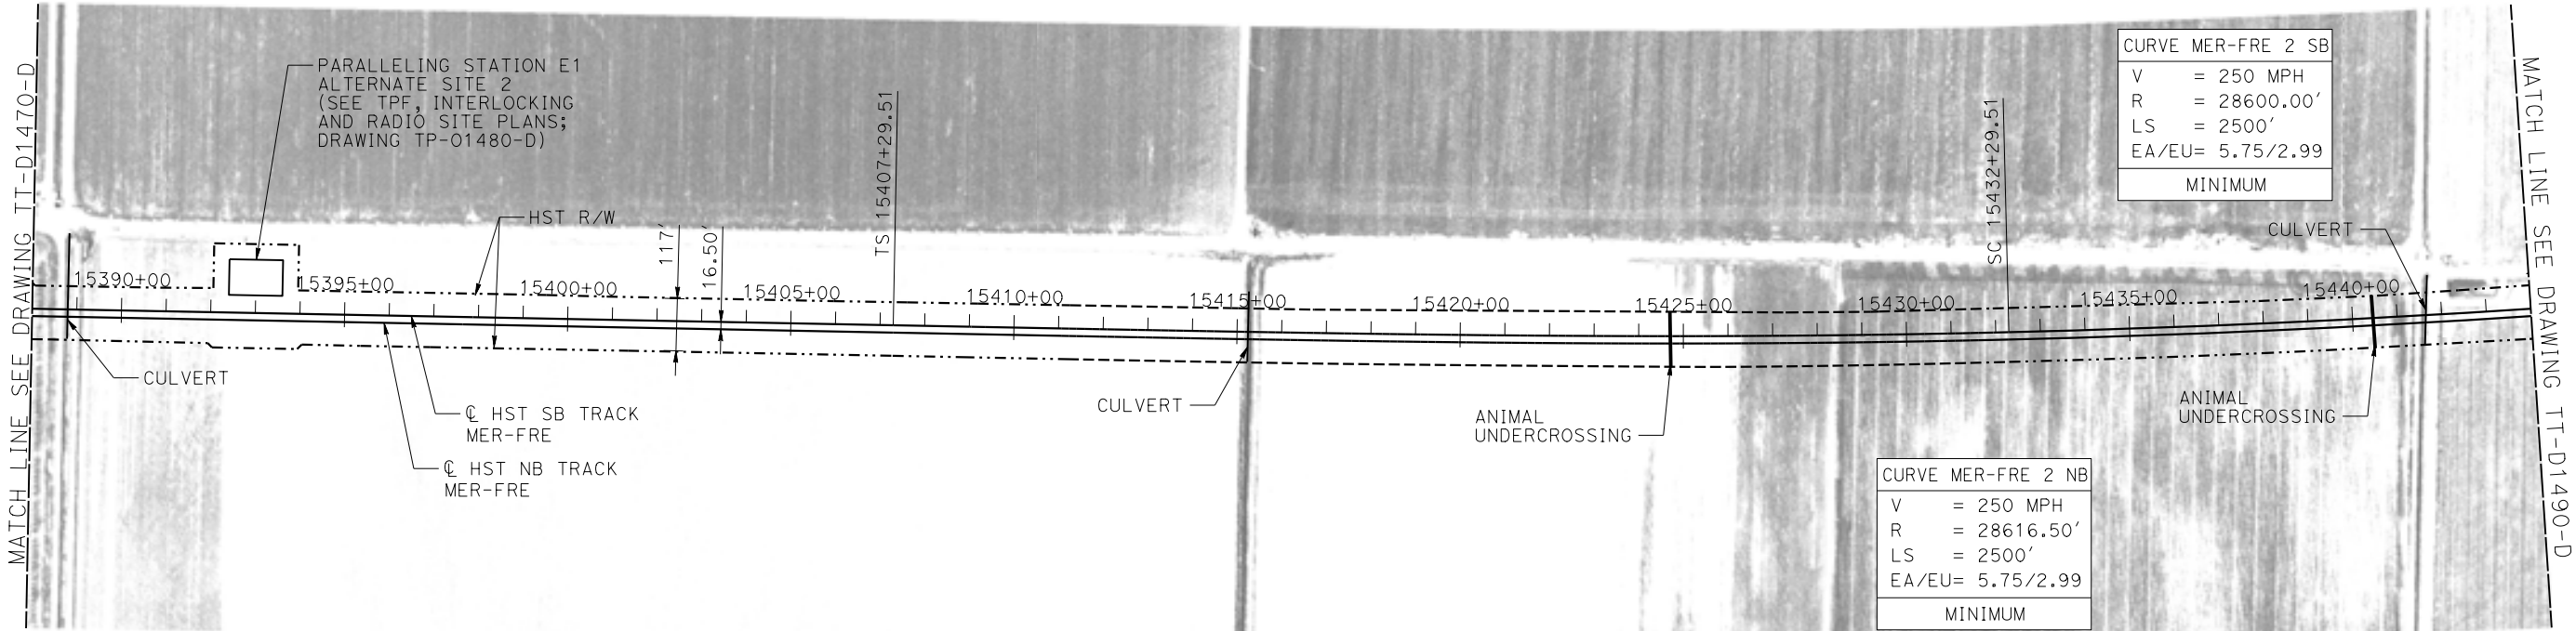 MATCH LINE SEE DRAWING TT-D1470-D
PARALLELING STATION E1
ALTERNATE SITE 2
(SEE TPF, INTERLOCKING
AND RADIO SITE PLANS;
DRAWING TP-01480-D)
HST R/W
117'
16.50'
TS 15407+29.51
SC 15432+29.51
CURVE MER-FRE 2 SB
V = 250 MPH
R = 28600.00'
LS = 2500'
EA/EU= 5.75/2.99
MINIMUM
CULVERT
MATCH LINE SEE DRAWING TT-D1490-D
15390+00
15395+00
15400+00
15405+00
15410+00
15415+00
15420+00
15425+00
15430+00
15435+00
15440+00
CULVERT
℄ HST SB TRACK
MER-FRE
℄ HST NB TRACK
MER-FRE
CULVERT
ANIMAL
UNDERCROSSING
ANIMAL
UNDERCROSSING
CURVE MER-FRE 2 NB
V = 250 MPH
R = 28616.50'
LS = 2500'
EA/EU= 5.75/2.99
MINIMUM